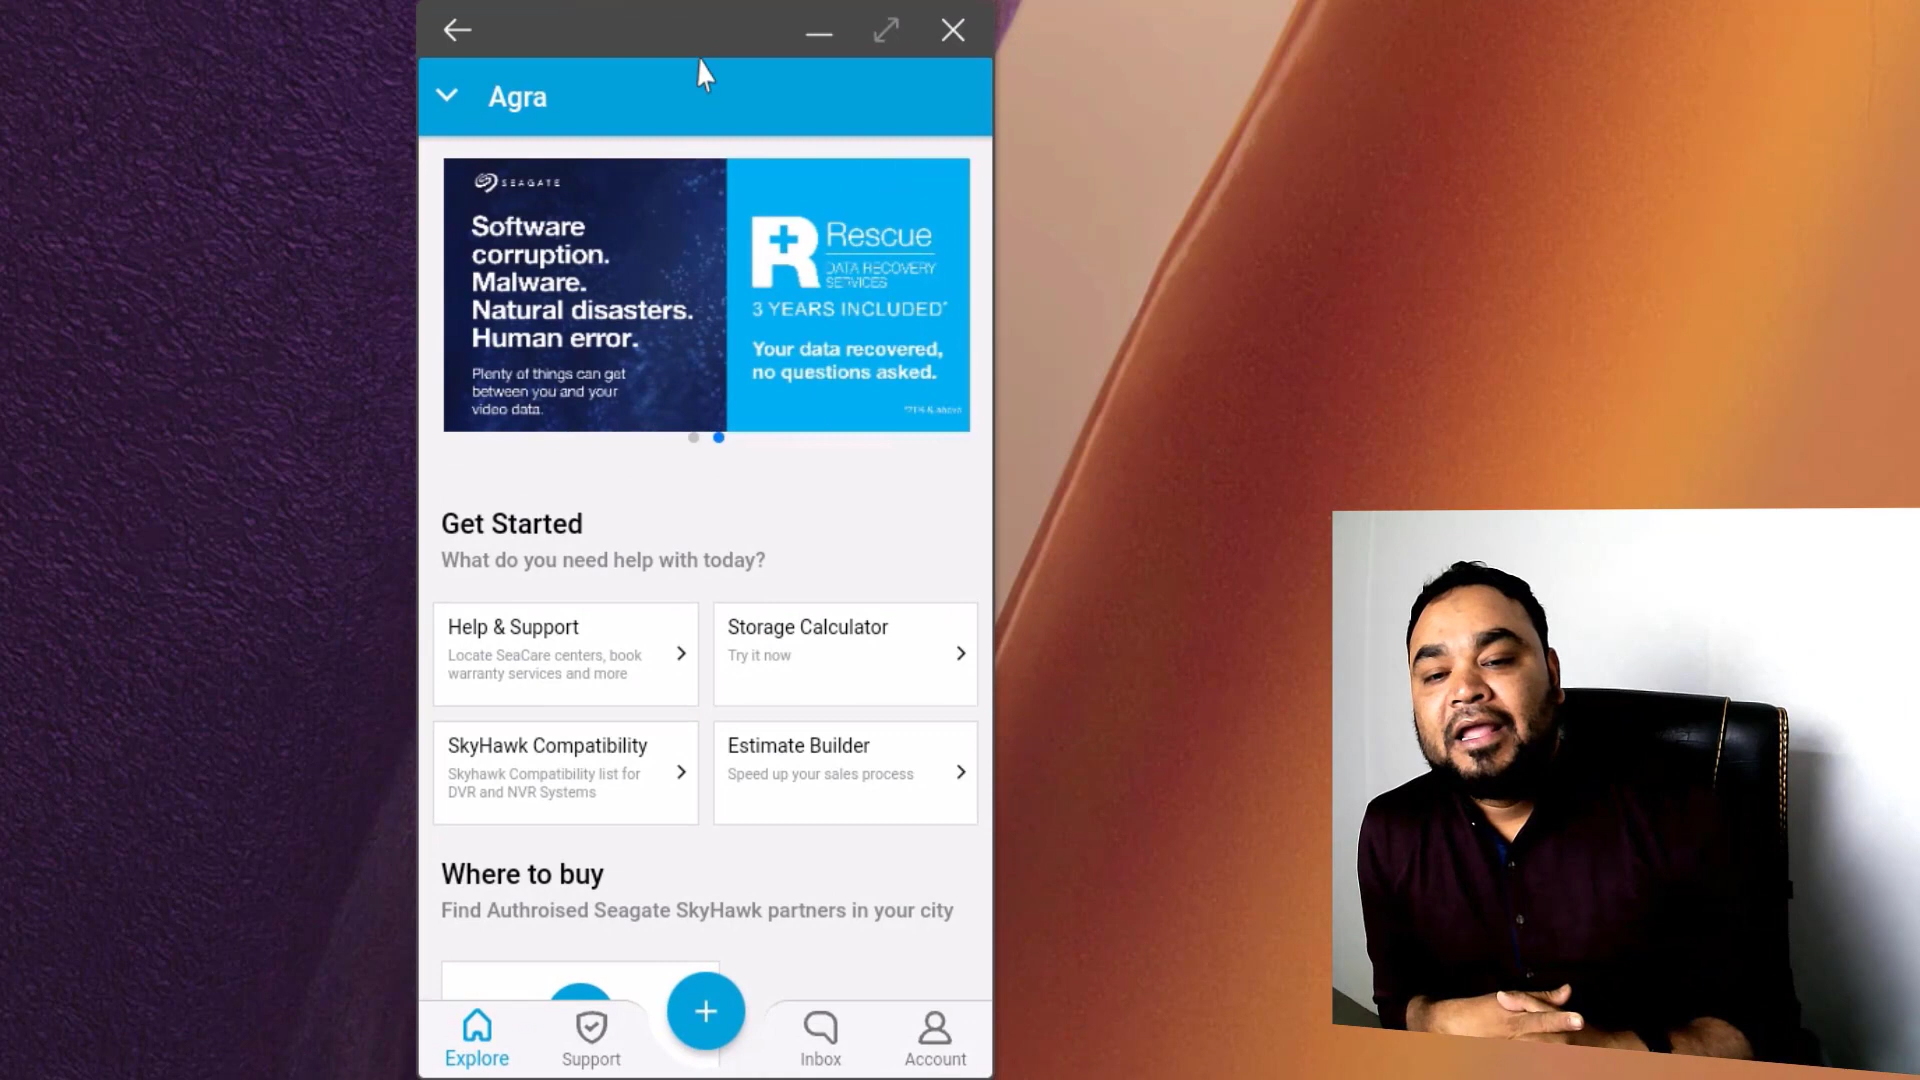 Agra
SEAGATE
Software
corruption.
Malware.
Natural disasters.
Human error.
Plenty of things can get
between you and your
video data.
Rescue
DATA RECOVERY
SERVICES
3 YEARS INCLUDED*
Your data recovered,
no questions asked.
Get Started
What do you need help with today?
Help & Support
Locate SeaCare centers, book
warranty services and more
Storage Calculator
Try it now
SkyHawk Compatibility
Skyhawk Compatibility list for
DVR and NVR Systems
Estimate Builder
Speed up your sales process
Where to buy
Find Authroised Seagate SkyHawk partners in your city
Explore
Support
Inbox
Account